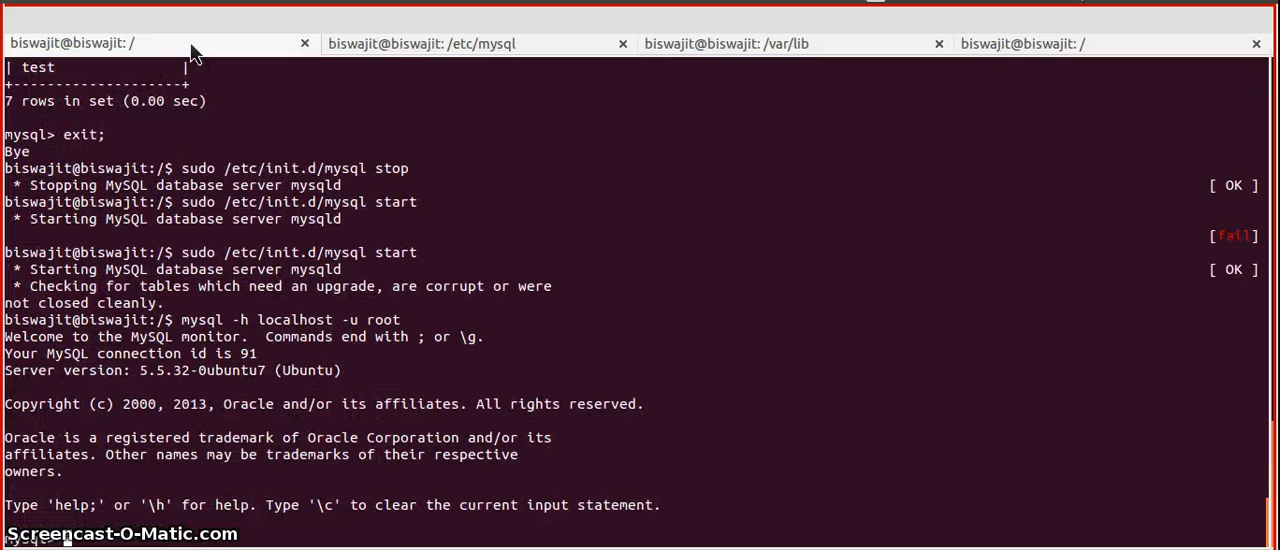 biswajit@biswajit: / × biswajit@biswajit: /etc/mysql × biswajit@biswajit: /var/lib × biswajit@biswajit: / ×
| test                |
+--------------------+
7 rows in set (0.00 sec)
mysql> exit;
Bye
biswajit@biswajit:/$ sudo /etc/init.d/mysql stop
* Stopping MySQL database server mysqld [ OK ]
biswajit@biswajit:/$ sudo /etc/init.d/mysql start
* Starting MySQL database server mysqld
[fail]
biswajit@biswajit:/$ sudo /etc/init.d/mysql start
* Starting MySQL database server mysqld [ OK ]
* Checking for tables which need an upgrade, are corrupt or were
not closed cleanly.
biswajit@biswajit:/$ mysql -h localhost -u root
Welcome to the MySQL monitor.  Commands end with ; or \g.
Your MySQL connection id is 91
Server version: 5.5.32-0ubuntu7 (Ubuntu)
Copyright (c) 2000, 2013, Oracle and/or its affiliates. All rights reserved.
Oracle is a registered trademark of Oracle Corporation and/or its
affiliates. Other names may be trademarks of their respective
owners.
Type 'help;' or '\h' for help. Type '\c' to clear the current input statement.
Screencast-O-Matic.com
mysql>